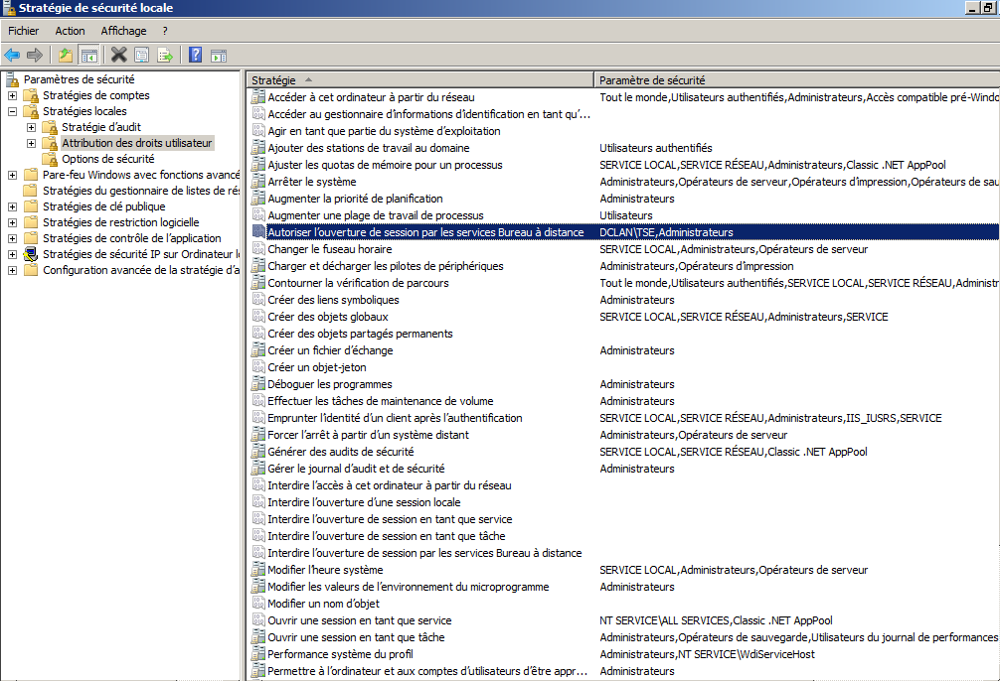 Stratégie de sécurité locale
Fichier Action Affichage ?
Paramètres de sécurité
Stratégies de comptes
Stratégies locales
Stratégie d'audit
Attribution des droits utilisateur
Options de sécurité
Pare-feu Windows avec fonctions avancé
Stratégies du gestionnaire de listes de rés
Stratégies de clé publique
Stratégies de restriction logicielle
Stratégies de contrôle de l'application
Stratégies de sécurité IP sur Ordinateur l
Configuration avancée de la stratégie d'a
Stratégie Paramètre de sécurité
Accéder à cet ordinateur à partir du réseau Tout le monde,Utilisateurs authentifiés,Administrateurs,Accès compatible pré-Windo
Accéder au gestionnaire d'informations d'identification en tant qu'...
Agir en tant que partie du système d'exploitation
Ajouter des stations de travail au domaine Utilisateurs authentifiés
Ajuster les quotas de mémoire pour un processus SERVICE LOCAL,SERVICE RÉSEAU,Administrateurs,Classic .NET AppPool
Arrêter le système Administrateurs,Opérateurs de serveur,Opérateurs d'impression,Opérateurs de sau
Augmenter la priorité de planification Administrateurs
Augmenter une plage de travail de processus Utilisateurs
Autoriser l'ouverture de session par les services Bureau à distance DCLAN\TSE,Administrateurs
Changer le fuseau horaire SERVICE LOCAL,Administrateurs,Opérateurs de serveur
Charger et décharger les pilotes de périphériques Administrateurs,Opérateurs d'impression
Contourner la vérification de parcours Tout le monde,Utilisateurs authentifiés,SERVICE LOCAL,SERVICE RÉSEAU,Administr
Créer des liens symboliques Administrateurs
Créer des objets globaux SERVICE LOCAL,SERVICE RÉSEAU,Administrateurs,SERVICE
Créer des objets partagés permanents
Créer un fichier d'échange Administrateurs
Créer un objet-jeton
Déboguer les programmes Administrateurs
Effectuer les tâches de maintenance de volume Administrateurs
Emprunter l'identité d'un client après l'authentification SERVICE LOCAL,SERVICE RÉSEAU,Administrateurs,IIS_IUSRS,SERVICE
Forcer l'arrêt à partir d'un système distant Administrateurs,Opérateurs de serveur
Générer des audits de sécurité SERVICE LOCAL,SERVICE RÉSEAU,Classic .NET AppPool
Gérer le journal d'audit et de sécurité Administrateurs
Interdire l'accès à cet ordinateur à partir du réseau
Interdire l'ouverture d'une session locale
Interdire l'ouverture de session en tant que service
Interdire l'ouverture de session en tant que tâche
Interdire l'ouverture de session par les services Bureau à distance
Modifier l'heure système SERVICE LOCAL,Administrateurs,Opérateurs de serveur
Modifier les valeurs de l'environnement du microprogramme Administrateurs
Modifier un nom d'objet
Ouvrir une session en tant que service NT SERVICE\ALL SERVICES,Classic .NET AppPool
Ouvrir une session en tant que tâche Administrateurs,Opérateurs de sauvegarde,Utilisateurs du journal de performances
Performance système du profil Administrateurs,NT SERVICE\WdiServiceHost
Permettre à l'ordinateur et aux comptes d'utilisateurs d'être appr... Administrateurs